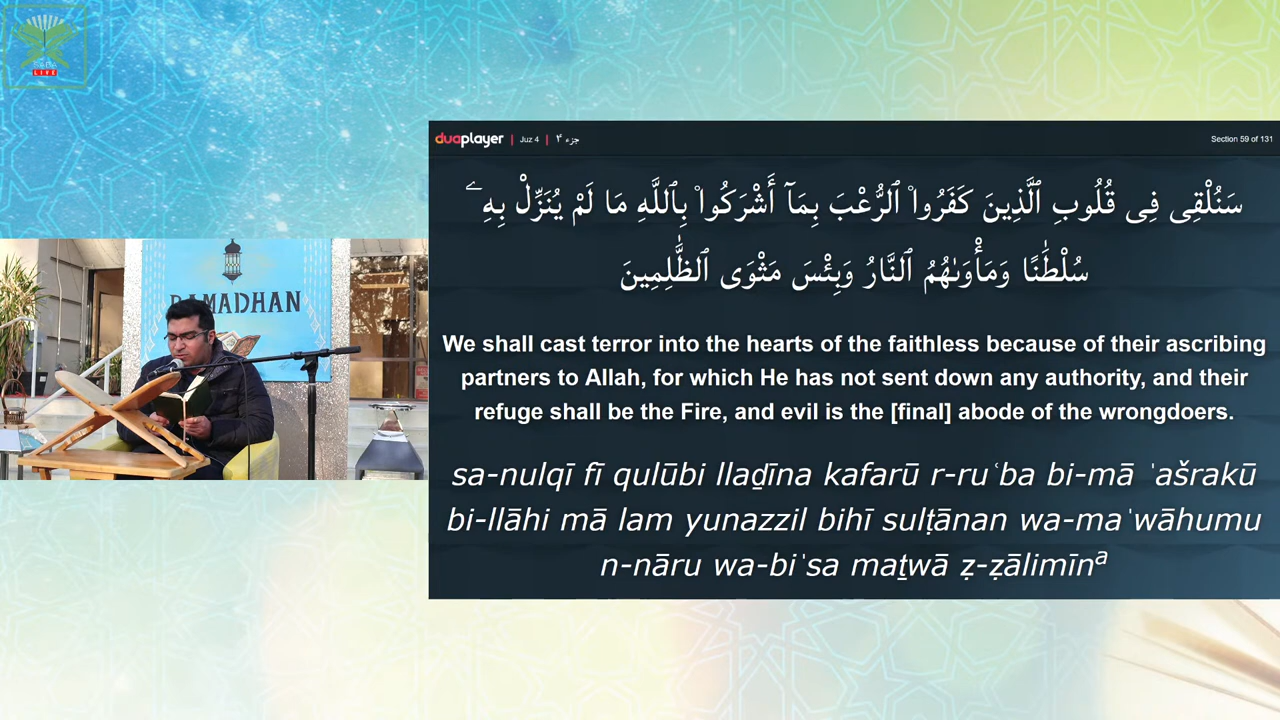 SABA
LIVE
duaplayer | Juz 4 | جزء ۴
Section 59 of 131
سَنُلْقِى فِى قُلُوبِ ٱلَّذِينَ كَفَرُوا۟ ٱلرُّعْبَ بِمَآ أَشْرَكُوا۟ بِٱللَّهِ مَا لَمْ يُنَزِّلْ بِهِۦ
سُلْطَٰنًا وَمَأْوَىٰهُمُ ٱلنَّارُ وَبِئْسَ مَثْوَى ٱلظَّٰلِمِينَ
We shall cast terror into the hearts of the faithless because of their ascribing
partners to Allah, for which He has not sent down any authority, and their
refuge shall be the Fire, and evil is the [final] abode of the wrongdoers.
sa-nulqī fī qulūbi llaḏīna kafarū r-ruʿba bi-mā ʾašrakū
bi-llāhi mā lam yunazzil bihī sulṭānan wa-maʾwāhumu
n-nāru wa-biʾsa maṯwā ẓ-ẓālimīnᵃ
RAMADHAN